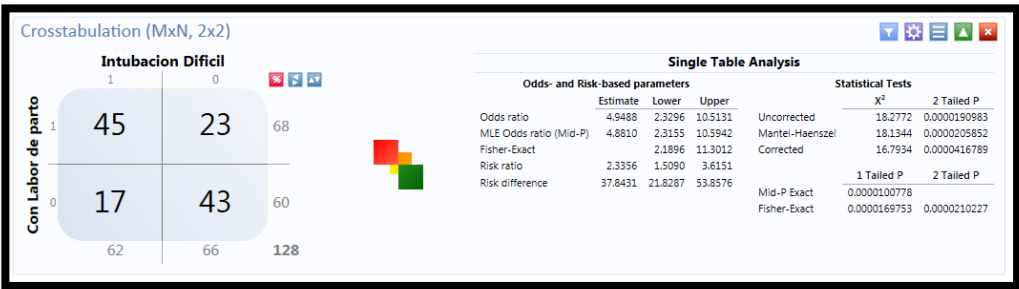 Crosstabulation (MxN, 2x2)
Intubacion Dificil
1 0
%
Con Labor de parto
1 45 23 68
0 17 43 60
62 66 128
Single Table Analysis
Odds- and Risk-based parameters
Estimate Lower Upper
Odds ratio 4.9488 2.3296 10.5131
MLE Odds ratio (Mid-P) 4.8810 2.3155 10.5942
Fisher-Exact 2.1896 11.3012
Risk ratio 2.3356 1.5090 3.6151
Risk difference 37.8431 21.8287 53.8576
Statistical Tests
X² 2 Tailed P
Uncorrected 18.2772 0.0000190983
Mantel-Haenszel 18.1344 0.0000205852
Corrected 16.7934 0.0000416789
1 Tailed P 2 Tailed P
Mid-P Exact 0.0000100778
Fisher-Exact 0.0000169753 0.0000210227